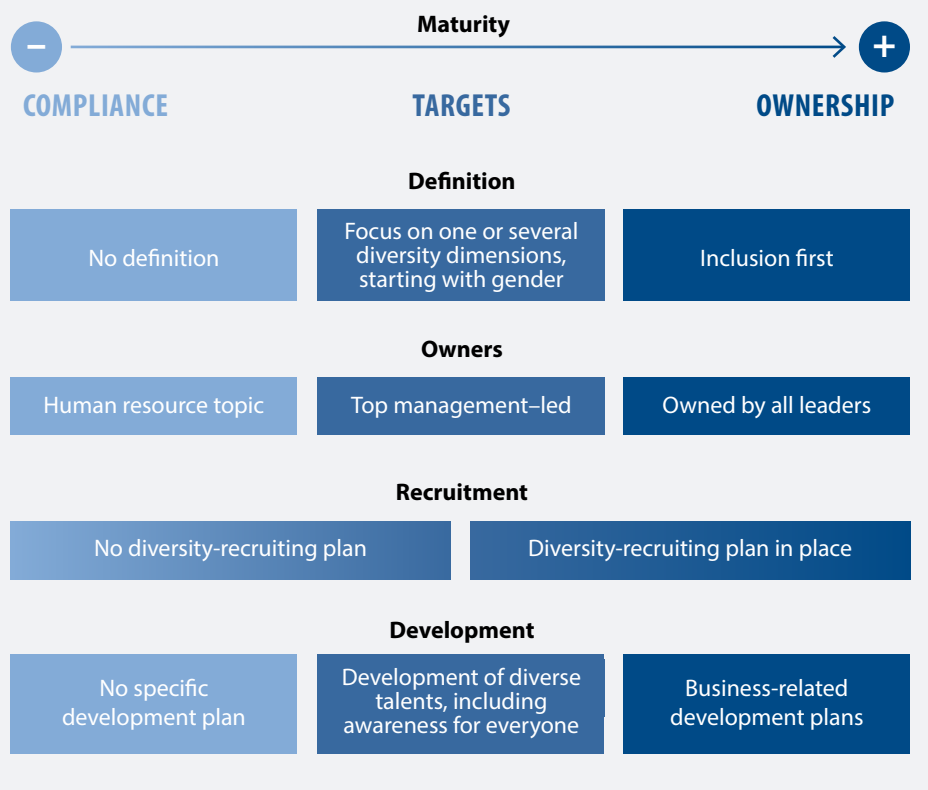 Maturity
− +
COMPLIANCE TARGETS OWNERSHIP
Definition
No definition
Focus on one or several
diversity dimensions,
starting with gender
Inclusion first
Owners
Human resource topic
Top management–led
Owned by all leaders
Recruitment
No diversity-recruiting plan
Diversity-recruiting plan in place
Development
No specific
development plan
Development of diverse
talents, including
awareness for everyone
Business-related
development plans